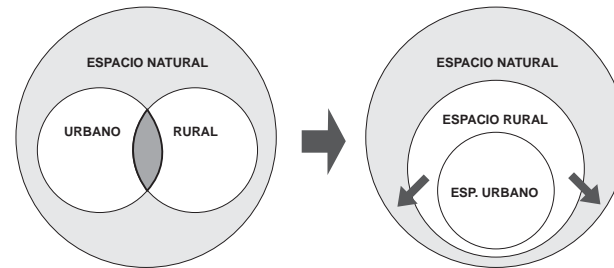 ESPACIO NATURAL
URBANO
RURAL
ESPACIO NATURAL
ESPACIO RURAL
ESP. URBANO